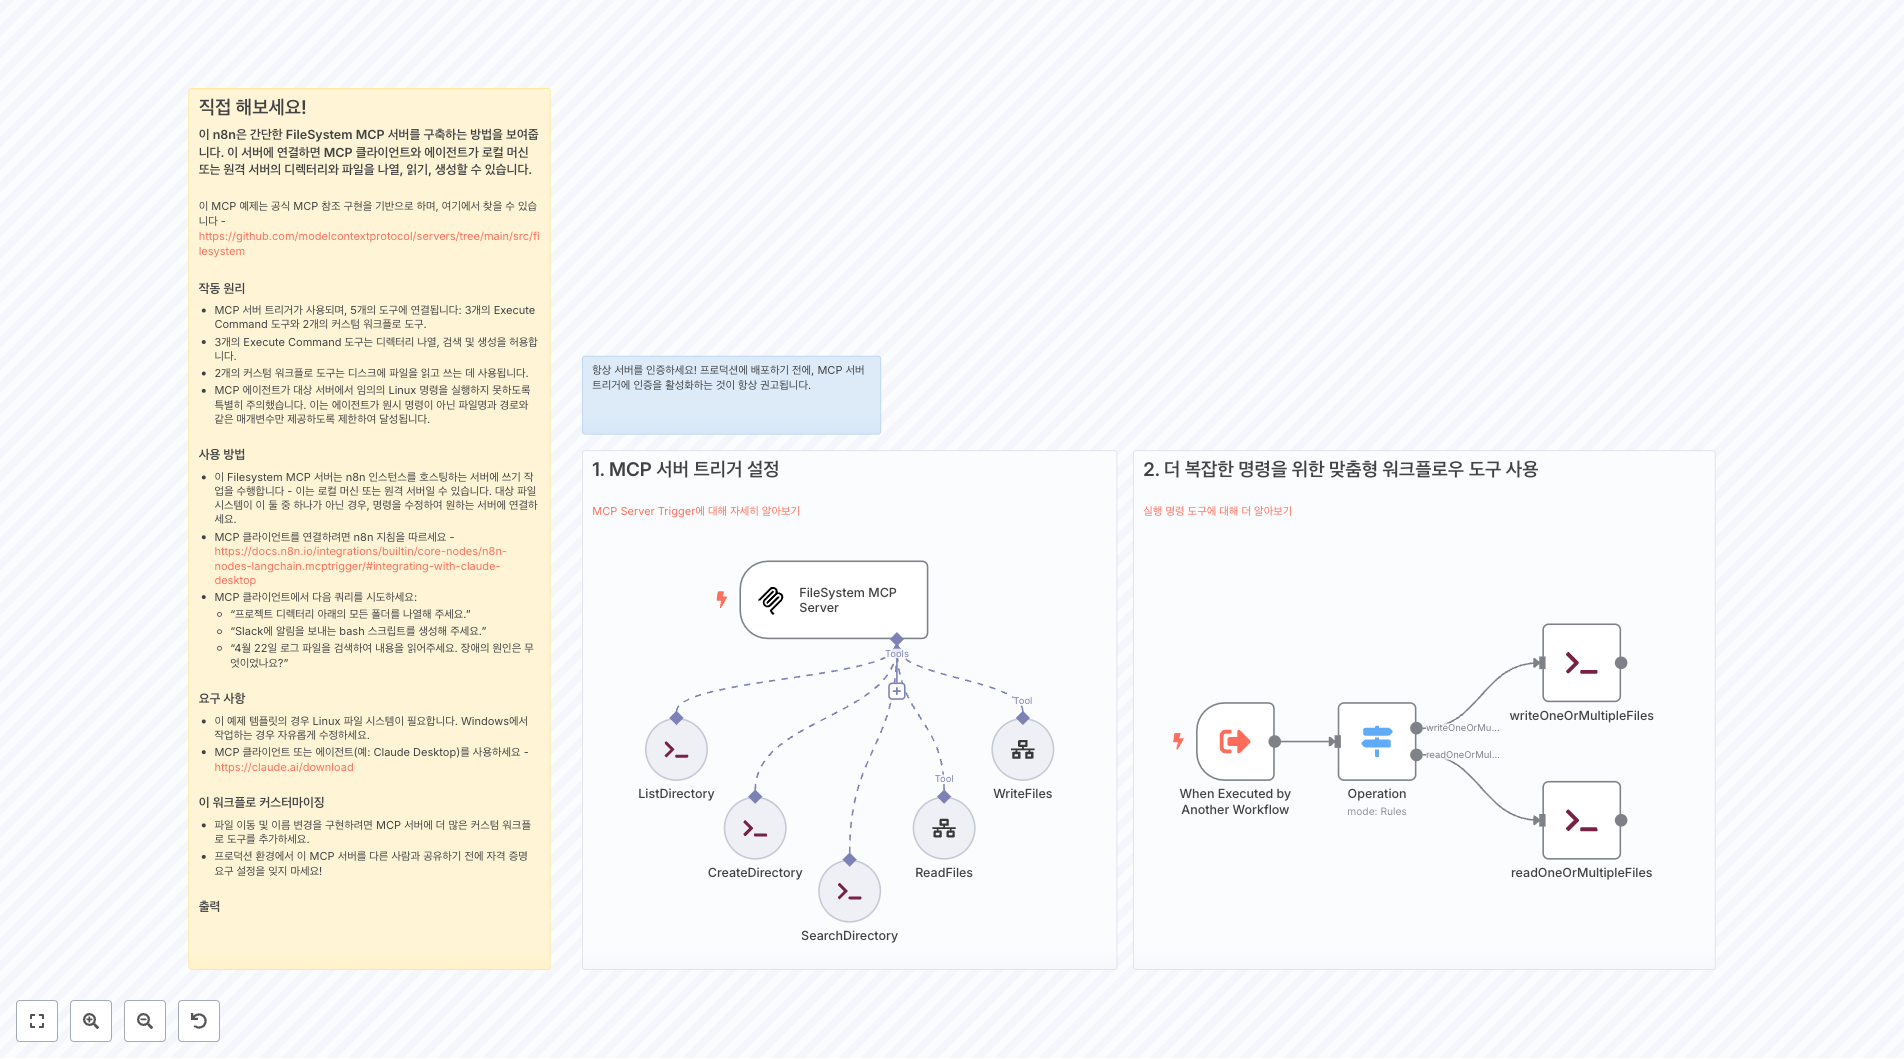 직접 해보세요!
이 n8n은 간단한 FileSystem MCP 서버를 구축하는 방법을 보여줍
니다. 이 서버에 연결하면 MCP 클라이언트와 에이전트가 로컬 머신
또는 원격 서버의 디렉터리와 파일을 나열, 읽기, 생성할 수 있습니다.
이 MCP 예제는 공식 MCP 참조 구현을 기반으로 하며, 여기에서 찾을 수 있습
니다 -
https://github.com/modelcontextprotocol/servers/tree/main/src/fi
lesystem
작동 원리
• MCP 서버 트리거가 사용되며, 5개의 도구에 연결됩니다: 3개의 Execute
Command 도구와 2개의 커스텀 워크플로 도구.
• 3개의 Execute Command 도구는 디렉터리 나열, 검색 및 생성을 허용합
니다.
• 2개의 커스텀 워크플로 도구는 디스크에 파일을 읽고 쓰는 데 사용됩니다.
• MCP 에이전트가 대상 서버에서 임의의 Linux 명령을 실행하지 못하도록
특별히 주의했습니다. 이는 에이전트가 원시 명령이 아닌 파일명과 경로와
같은 매개변수만 제공하도록 제한하여 달성됩니다.
사용 방법
• 이 Filesystem MCP 서버는 n8n 인스턴스를 호스팅하는 서버에 쓰기 작
업을 수행합니다 - 이는 로컬 머신 또는 원격 서버일 수 있습니다. 대상 파일
시스템이 이 둘 중 하나가 아닌 경우, 명령을 수정하여 원하는 서버에 연결하
세요.
• MCP 클라이언트를 연결하려면 n8n 지침을 따르세요 -
https://docs.n8n.io/integrations/builtin/core-nodes/n8n-
nodes-langchain.mcptrigger/#integrating-with-claude-
desktop
• MCP 클라이언트에서 다음 쿼리를 시도하세요:
◦ “프로젝트 디렉터리 아래의 모든 폴더를 나열해 주세요.”
◦ “Slack에 알림을 보내는 bash 스크립트를 생성해 주세요.”
◦ “4월 22일 로그 파일을 검색하여 내용을 읽어주세요. 장애의 원인은 무
엇이었나요?”
요구 사항
• 이 예제 템플릿의 경우 Linux 파일 시스템이 필요합니다. Windows에서
작업하는 경우 자유롭게 수정하세요.
• MCP 클라이언트 또는 에이전트(예: Claude Desktop)를 사용하세요 -
https://claude.ai/download
이 워크플로 커스터마이징
• 파일 이동 및 이름 변경을 구현하려면 MCP 서버에 더 많은 커스텀 워크플
로 도구를 추가하세요.
• 프로덕션 환경에서 이 MCP 서버를 다른 사람과 공유하기 전에 자격 증명
요구 설정을 잊지 마세요!
출력
항상 서버를 인증하세요! 프로덕션에 배포하기 전에, MCP 서버
트리거에 인증을 활성화하는 것이 항상 권고됩니다.
1. MCP 서버 트리거 설정
MCP Server Trigger에 대해 자세히 알아보기
FileSystem MCP
Server
Tools
Tool
ListDirectory
WriteFiles
Tool
CreateDirectory
ReadFiles
SearchDirectory
2. 더 복잡한 명령을 위한 맞춤형 워크플로우 도구 사용
실행 명령 도구에 대해 더 알아보기
When Executed by
Another Workflow
Operation
mode: Rules
writeOneOrMu...
readOneOrMul...
writeOneOrMultipleFiles
readOneOrMultipleFiles